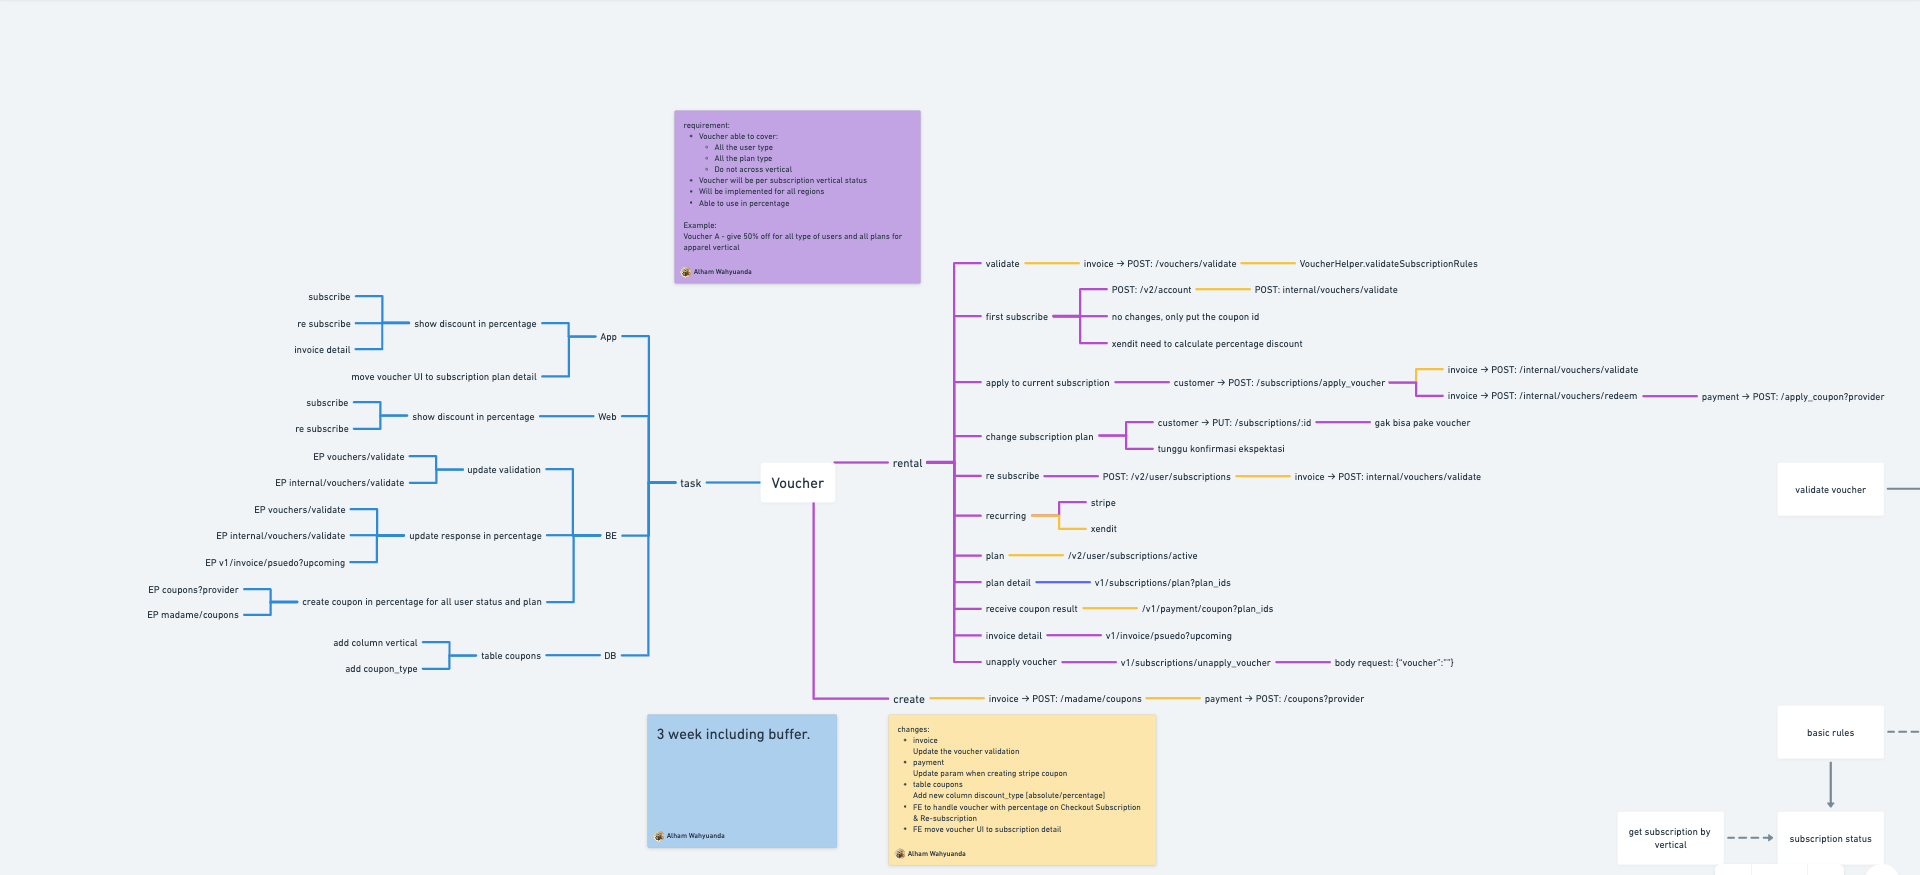 requirement:
Voucher able to cover:
All the user type
All the plan type
Do not across vertical
Voucher will be per subscription vertical status
Will be implemented for all regions
Able to use in percentage
Example:
Voucher A - give 50% off for all type of users and all plans for
apparel vertical
Alham Wahyuanda
subscribe
re subscribe
invoice detail
show discount in percentage
move voucher UI to subscription plan detail
App
subscribe
re subscribe
show discount in percentage
Web
EP vouchers/validate
EP internal/vouchers/validate
update validation
EP vouchers/validate
EP internal/vouchers/validate
EP v1/invoice/psuedo?upcoming
update response in percentage
BE
EP coupons?provider
EP madame/coupons
create coupon in percentage for all user status and plan
add column vertical
add coupon_type
table coupons
DB
task
Voucher
rental
validate
invoice → POST: /vouchers/validate
VoucherHelper.validateSubscriptionRules
first subscribe
POST: /v2/account
POST: internal/vouchers/validate
no changes, only put the coupon id
xendit need to calculate percentage discount
apply to current subscription
customer → POST: /subscriptions/apply_voucher
invoice → POST: /internal/vouchers/validate
invoice → POST: /internal/vouchers/redeem
payment → POST: /apply_coupon?provider
change subscription plan
customer → PUT: /subscriptions/:id
gak bisa pake voucher
tunggu konfirmasi ekspektasi
re subscribe
POST: /v2/user/subscriptions
invoice → POST: internal/vouchers/validate
recurring
stripe
xendit
plan
/v2/user/subscriptions/active
plan detail
v1/subscriptions/plan?plan_ids
receive coupon result
/v1/payment/coupon?plan_ids
invoice detail
v1/invoice/psuedo?upcoming
unapply voucher
v1/subscriptions/unapply_voucher
body request: {"voucher":""}
create
invoice → POST: /madame/coupons
payment → POST: /coupons?provider
3 week including buffer.
Alham Wahyuanda
changes:
invoice
Update the voucher validation
payment
Update param when creating stripe coupon
table coupons
Add new column discount_type [absolute/percentage]
FE to handle voucher with percentage on Checkout Subscription
& Re-subscription
FE move voucher UI to subscription detail
Alham Wahyuanda
validate voucher
basic rules
get subscription by
vertical
subscription status